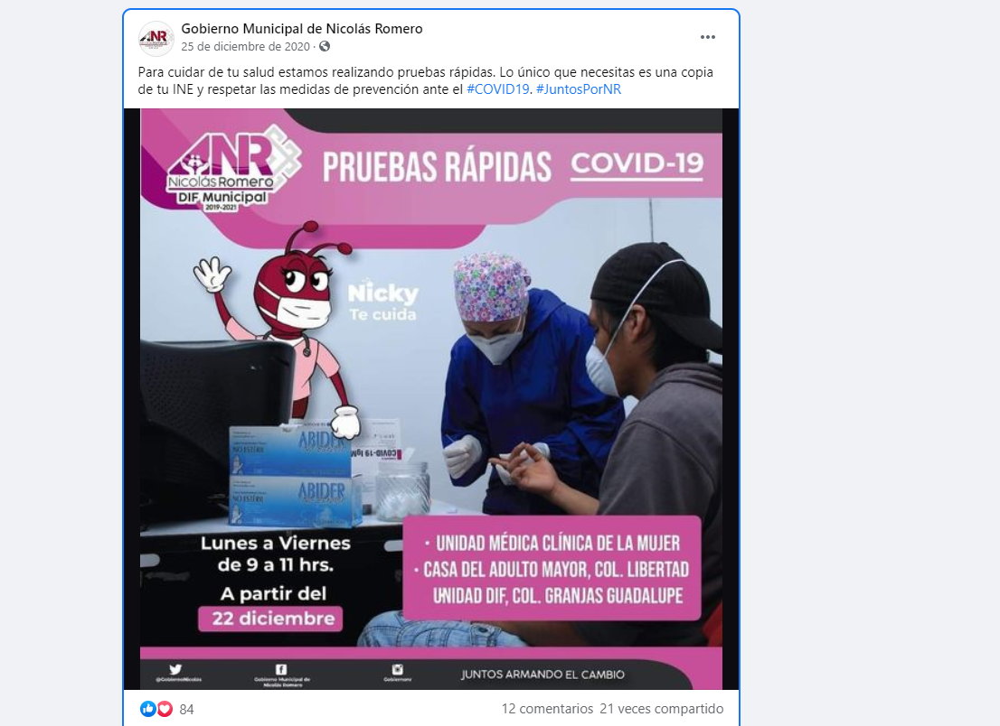 Gobierno Municipal de Nicolás Romero
25 de diciembre de 2020 ·
Para cuidar de tu salud estamos realizando pruebas rápidas. Lo único que necesitas es una copia
de tu INE y respetar las medidas de prevención ante el #COVID19. #JuntosPorNR
NR
Nicolás Romero
DIF Municipal
2019-2021
PRUEBAS RÁPIDAS COVID-19
Nicky
Te cuida
ABIDER
NO ESTÉRIL
COVID-19 IgM
ABIDER
NO ESTÉRIL
Lunes a Viernes
de 9 a 11 hrs.
A partir del
22 diciembre
· UNIDAD MÉDICA CLÍNICA DE LA MUJER
· CASA DEL ADULTO MAYOR, COL. LIBERTAD
UNIDAD DIF, COL. GRANJAS GUADALUPE
@GobiernoNicolás
Gobierno Municipal de
Nicolás Romero
Gobiernonr
JUNTOS ARMANDO EL CAMBIO
84
12 comentarios 21 veces compartido